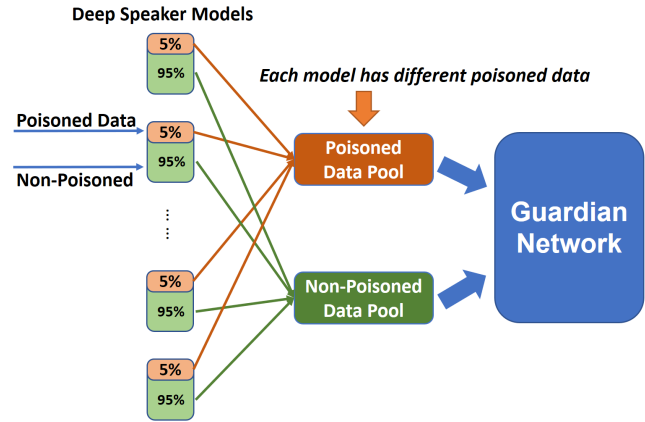 Deep Speaker Models
5%
95%
Each model has different poisoned data
Poisoned Data
5%
95%
Non-Poisoned
Poisoned
Data Pool
Guardian
Network
5%
95%
Non-Poisoned
Data Pool
5%
95%